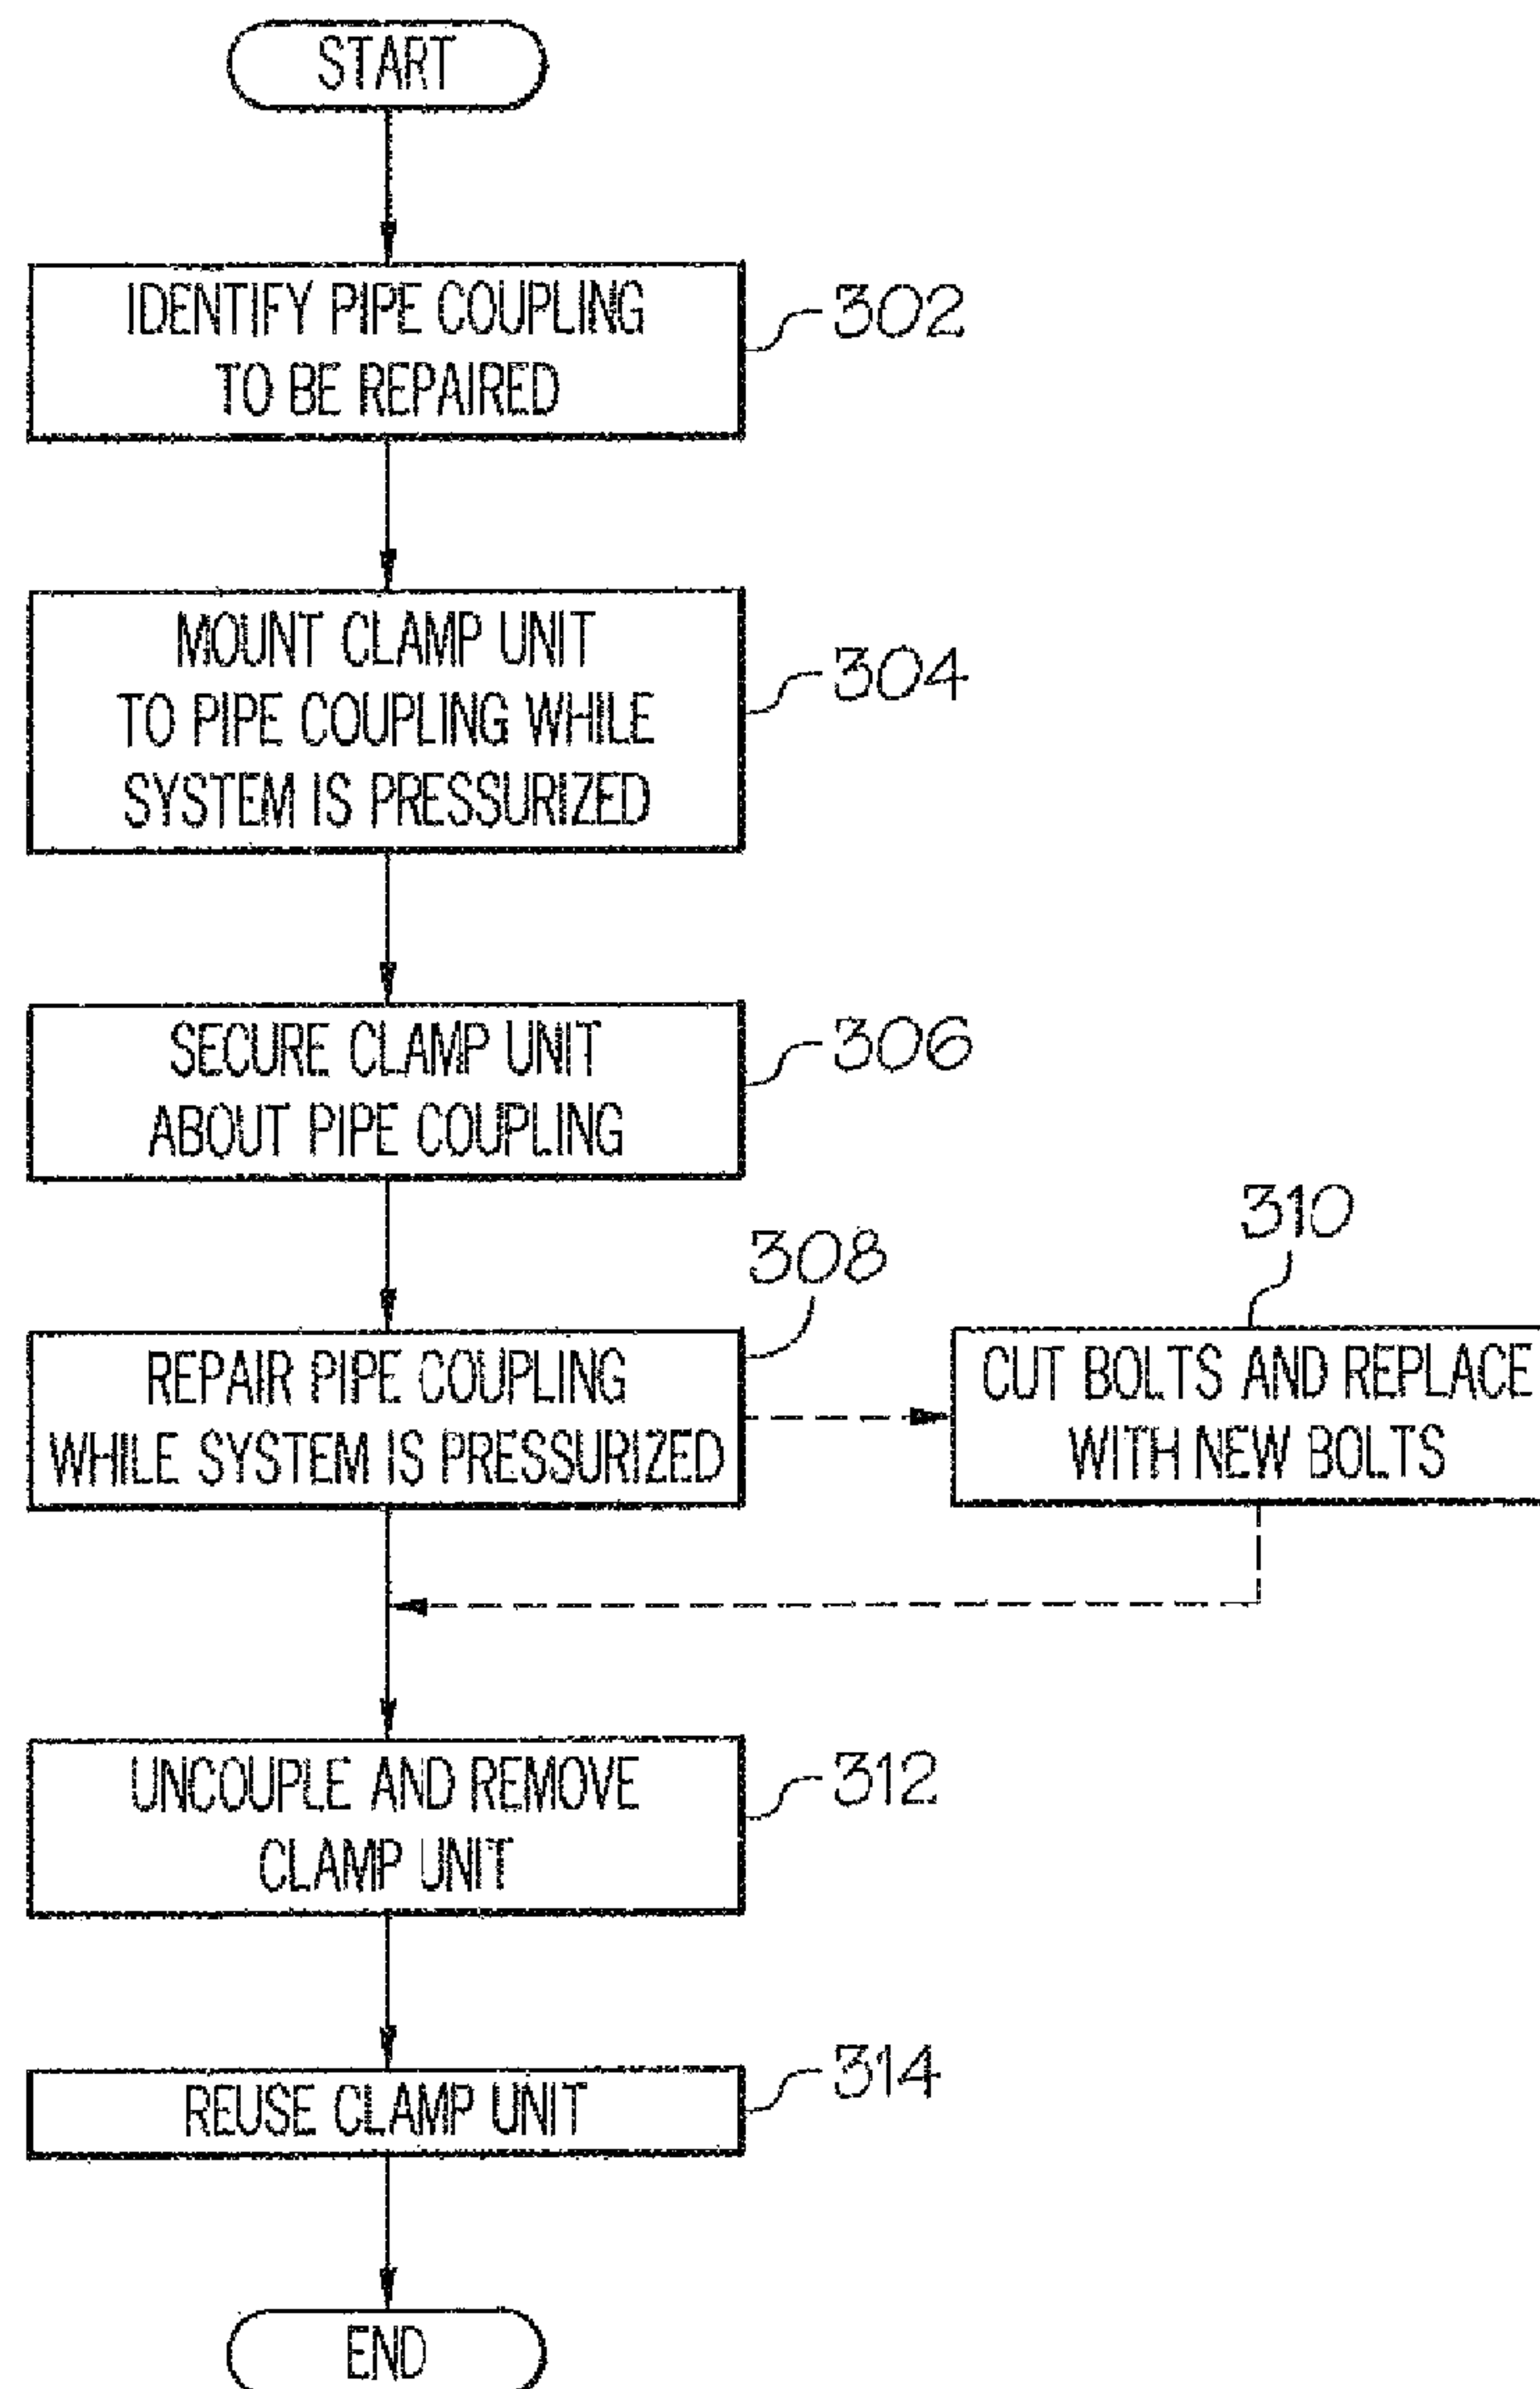 START
IDENTIFY PIPE COUPLING
TO BE REPAIRED
302
MOUNT CLAMP UNIT
TO PIPE COUPLING WHILE
SYSTEM IS PRESSURIZED
304
SECURE CLAMP UNIT
ABOUT PIPE COUPLING
306
REPAIR PIPE COUPLING
WHILE SYSTEM IS PRESSURIZED
308
CUT BOLTS AND REPLACE
WITH NEW BOLTS
310
UNCOUPLE AND REMOVE
CLAMP UNIT
312
REUSE CLAMP UNIT
314
END